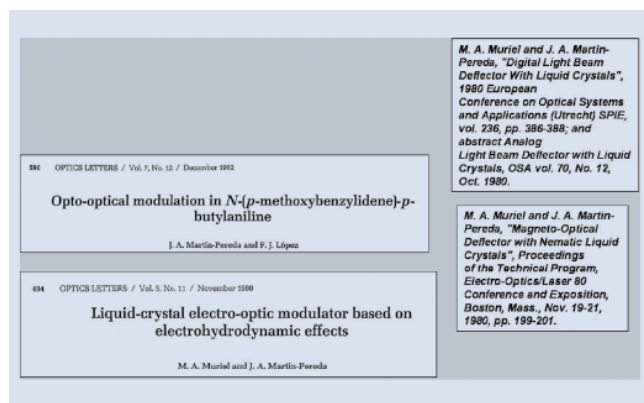 M. A. Muriel and J. A. Martin-
Pereda, "Digital Light Beam
Deflector With Liquid Crystals",
1980 European
Conference on Optical Systems
and Applications (Utrecht) SPIE,
vol. 236, pp. 386-388; and
abstract Analog
Light Beam Deflector with Liquid
Crystals, OSA vol. 70, No. 12,
Oct. 1980.
590 OPTICS LETTERS / Vol. 7, No. 12 / December 1982
Opto-optical modulation in N-(p-methoxybenzylidene)-p-
butylaniline
J. A. Martín-Pereda and F. J. López
M. A. Muriel and J. A. Martin-
Pereda, "Magneto-Optical
Deflector with Nematic Liquid
Crystals", Proceedings
of the Technical Program,
Electro-Optics/Laser 80
Conference and Exposition,
Boston, Mass., Nov. 19-21,
1980, pp. 199-201.
494 OPTICS LETTERS / Vol. 5, No. 11 / November 1980
Liquid-crystal electro-optic modulator based on
electrohydrodynamic effects
M. A. Muriel and J. A. Martin-Pereda